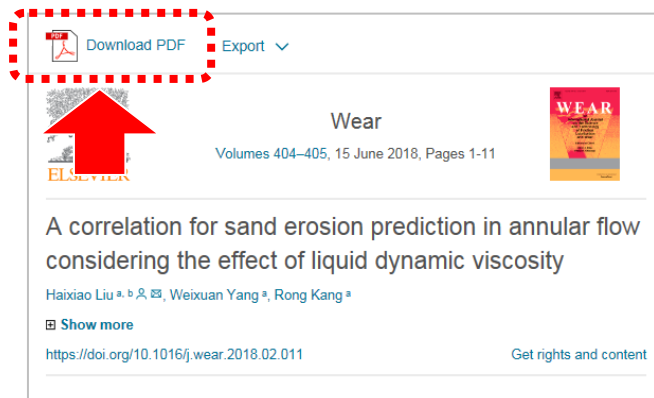 PDF
Download PDF
Export
Wear
Volumes 404–405, 15 June 2018, Pages 1-11
WEAR
ELSEVIER
A correlation for sand erosion prediction in annular flow
considering the effect of liquid dynamic viscosity
Haixiao Liu a, b, Weixuan Yang a, Rong Kang a
Show more
https://doi.org/10.1016/j.wear.2018.02.011
Get rights and content